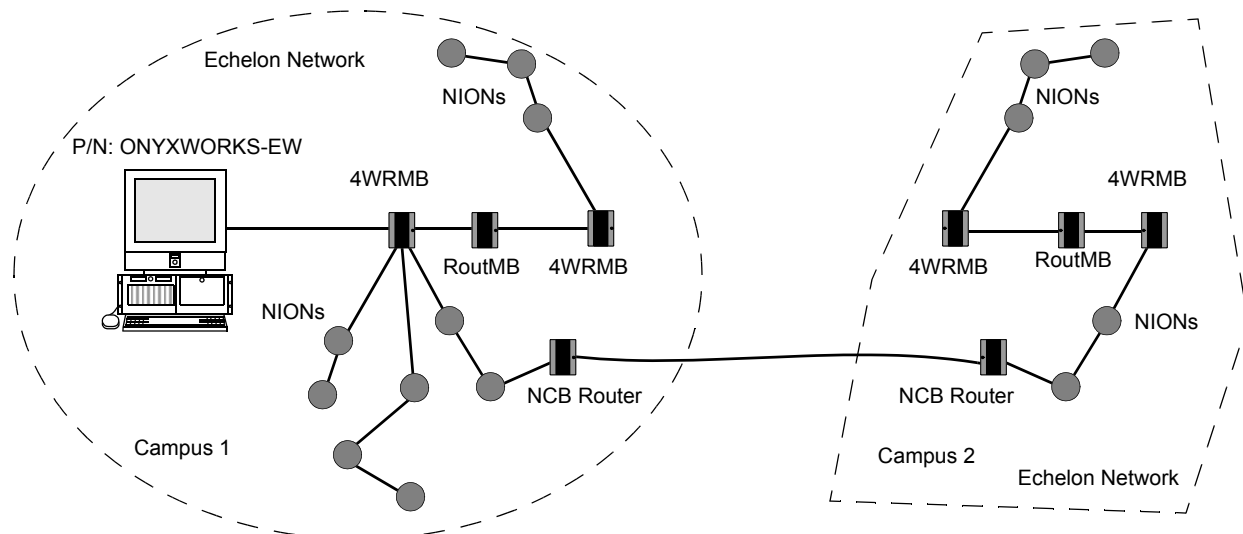 Echelon Network
NIONs
NIONs
P/N: ONYXWORKS-EW
4WRMB
4WRMB
RoutMB
4WRMB
4WRMB
RoutMB
NIONs
NIONs
NCB Router
NCB Router
Campus 1
Campus 2
Echelon Network